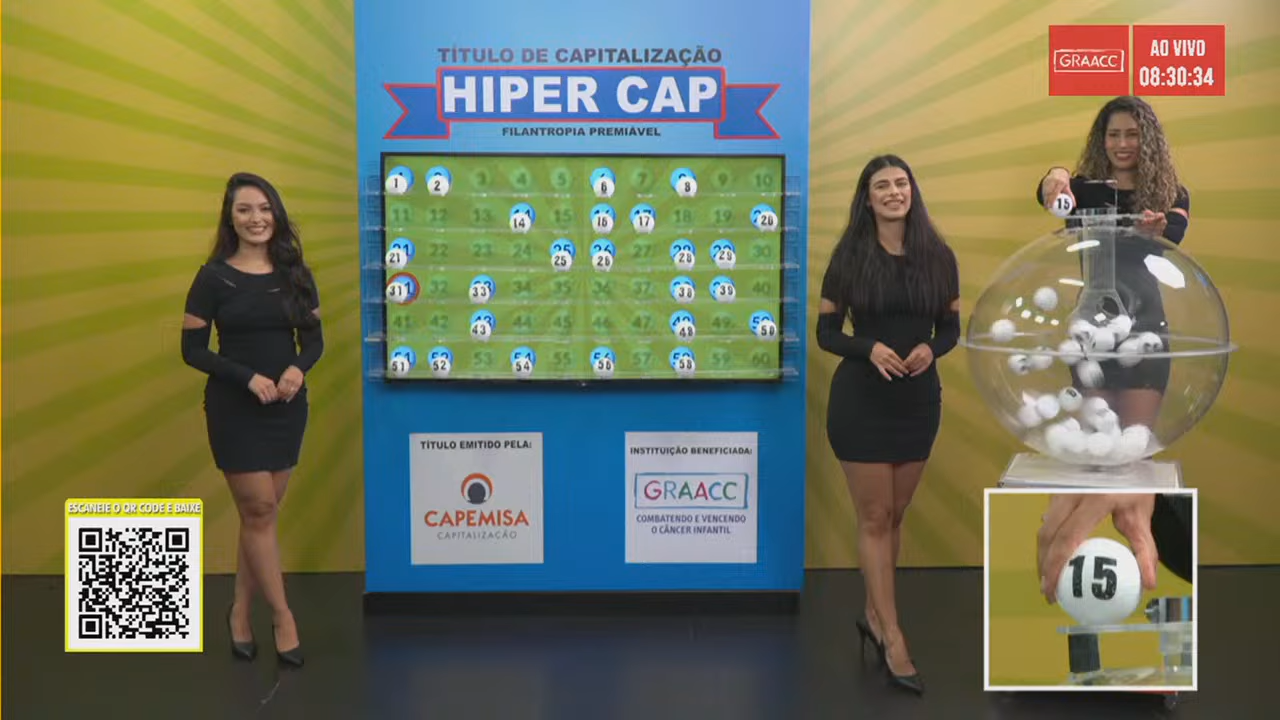 TÍTULO DE CAPITALIZAÇÃO
HIPER CAP
FILANTROPIA PREMIÁVEL
GRAACC
AO VIVO
08:30:34
1 2 3 4 5 6 7 8 9 10
11 12 13 14 15 16 17 18 19 20
21 22 23 24 25 26 27 28 29 30
31 32 33 34 35 36 37 38 39 40
41 42 43 44 45 46 47 48 49 50
51 52 53 54 55 56 57 58 59 60
15
TÍTULO EMITIDO PELA:
CAPEMISA
CAPITALIZAÇÃO
INSTITUIÇÃO BENEFICIADA:
GRAACC
COMBATENDO E VENCENDO
O CÂNCER INFANTIL
ESCANEIE O QR CODE E BAIXE
15